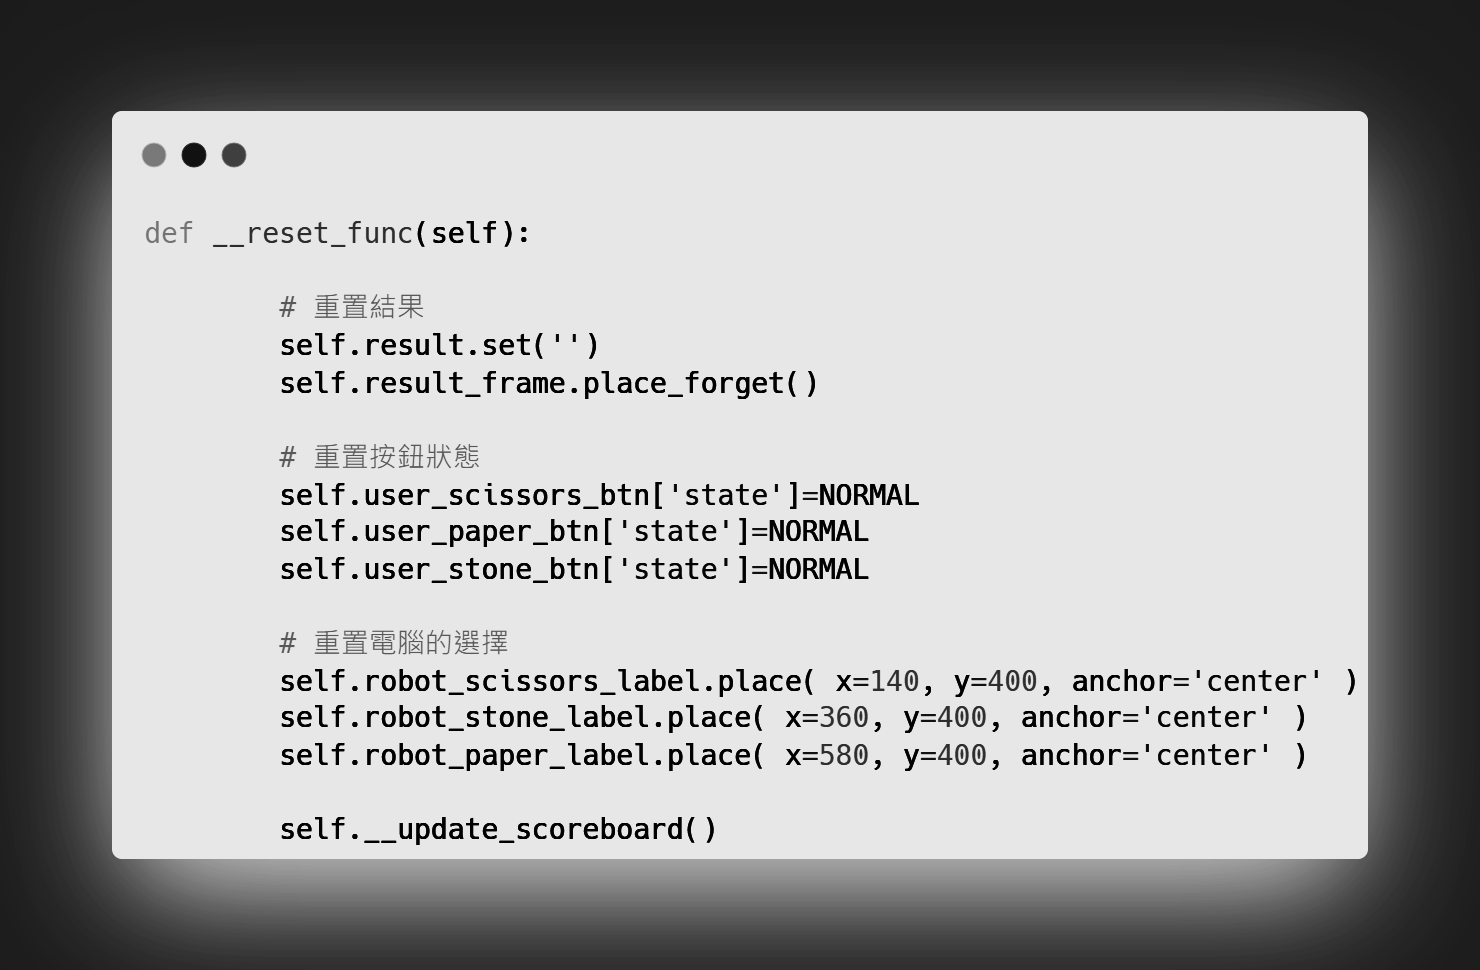 def __reset_func(self):
# 重置結果
self.result.set('')
self.result_frame.place_forget()
# 重置按鈕狀態
self.user_scissors_btn['state']=NORMAL
self.user_paper_btn['state']=NORMAL
self.user_stone_btn['state']=NORMAL
# 重置電腦的選擇
self.robot_scissors_label.place( x=140, y=400, anchor='center' )
self.robot_stone_label.place( x=360, y=400, anchor='center' )
self.robot_paper_label.place( x=580, y=400, anchor='center' )
self.__update_scoreboard()